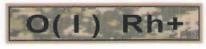 O( I ) Rh+